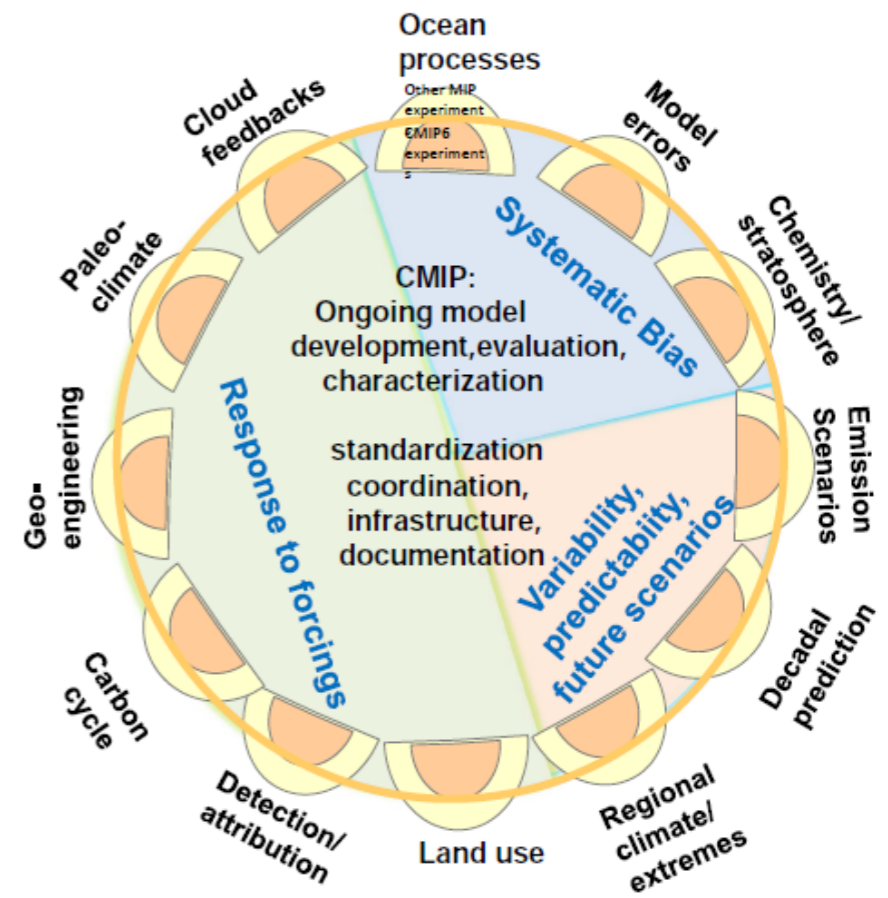 Ocean
processes
Other MIP
experiment
CMIP6
experiment
s
Model
errors
Chemistry/
stratosphere
Emission
Scenarios
Decadal
prediction
Regional
climate/
extremes
Land use
Detection/
attribution
Carbon
cycle
Geo-
engineering
Paleo-
climate
Cloud
feedbacks
Systematic Bias
CMIP:
Ongoing model
development,evaluation,
characterization
standardization
coordination,
infrastructure,
documentation
Variability,
predictabiity,
future scenarios
Response to forcings